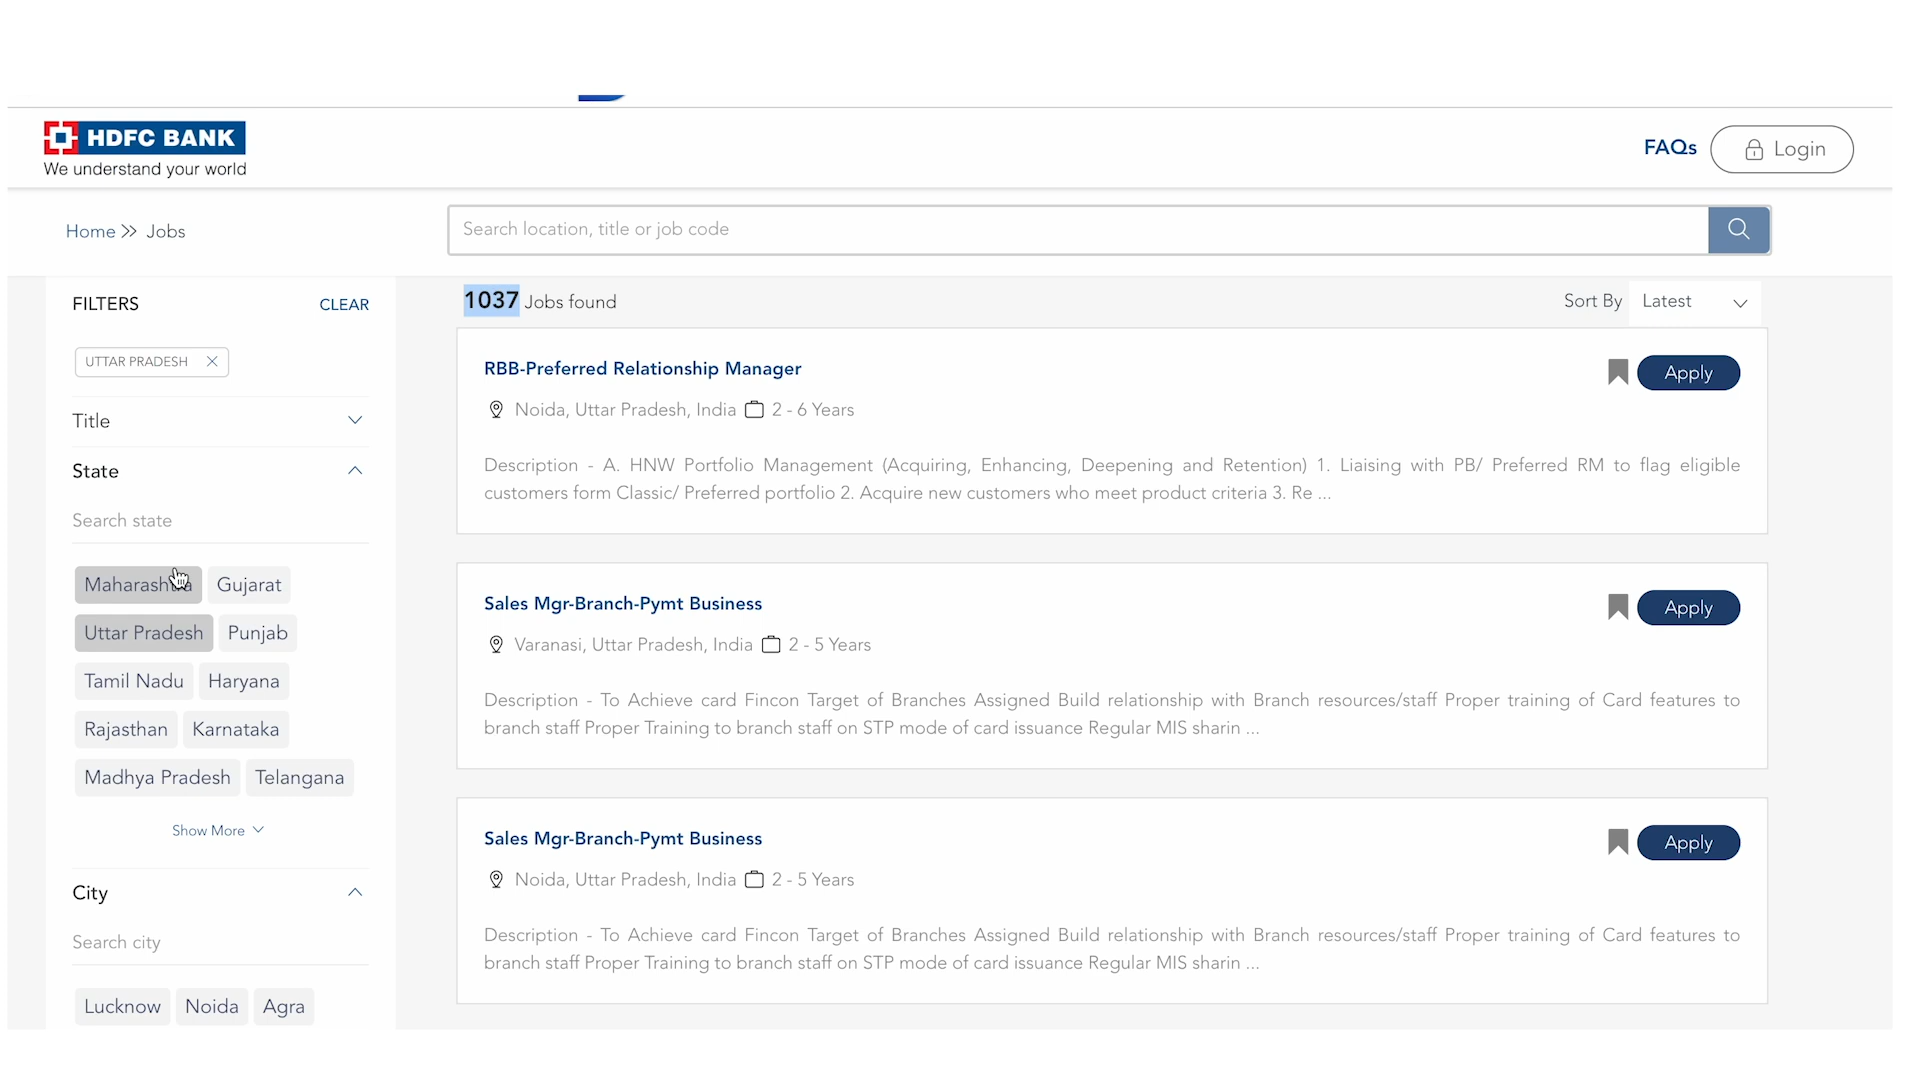 HDFC BANK
We understand your world
FAQs
Login
Home >> Jobs
Search location, title or job code
FILTERS
CLEAR
UTTAR PRADESH
Title
State
Search state
Maharashtra Gujarat
Uttar Pradesh Punjab
Tamil Nadu Haryana
Rajasthan Karnataka
Madhya Pradesh Telangana
Show More
City
Search city
Lucknow Noida Agra
1037 Jobs found
Sort By Latest
RBB-Preferred Relationship Manager
Apply
Noida, Uttar Pradesh, India 2 - 6 Years
Description - A. HNW Portfolio Management (Acquiring, Enhancing, Deepening and Retention) 1. Liaising with PB/ Preferred RM to flag eligible
customers form Classic/ Preferred portfolio 2. Acquire new customers who meet product criteria 3. Re ...
Sales Mgr-Branch-Pymt Business
Apply
Varanasi, Uttar Pradesh, India 2 - 5 Years
Description - To Achieve card Fincon Target of Branches Assigned Build relationship with Branch resources/staff Proper training of Card features to
branch staff Proper Training to branch staff on STP mode of card issuance Regular MIS sharin ...
Sales Mgr-Branch-Pymt Business
Apply
Noida, Uttar Pradesh, India 2 - 5 Years
Description - To Achieve card Fincon Target of Branches Assigned Build relationship with Branch resources/staff Proper training of Card features to
branch staff Proper Training to branch staff on STP mode of card issuance Regular MIS sharin ...